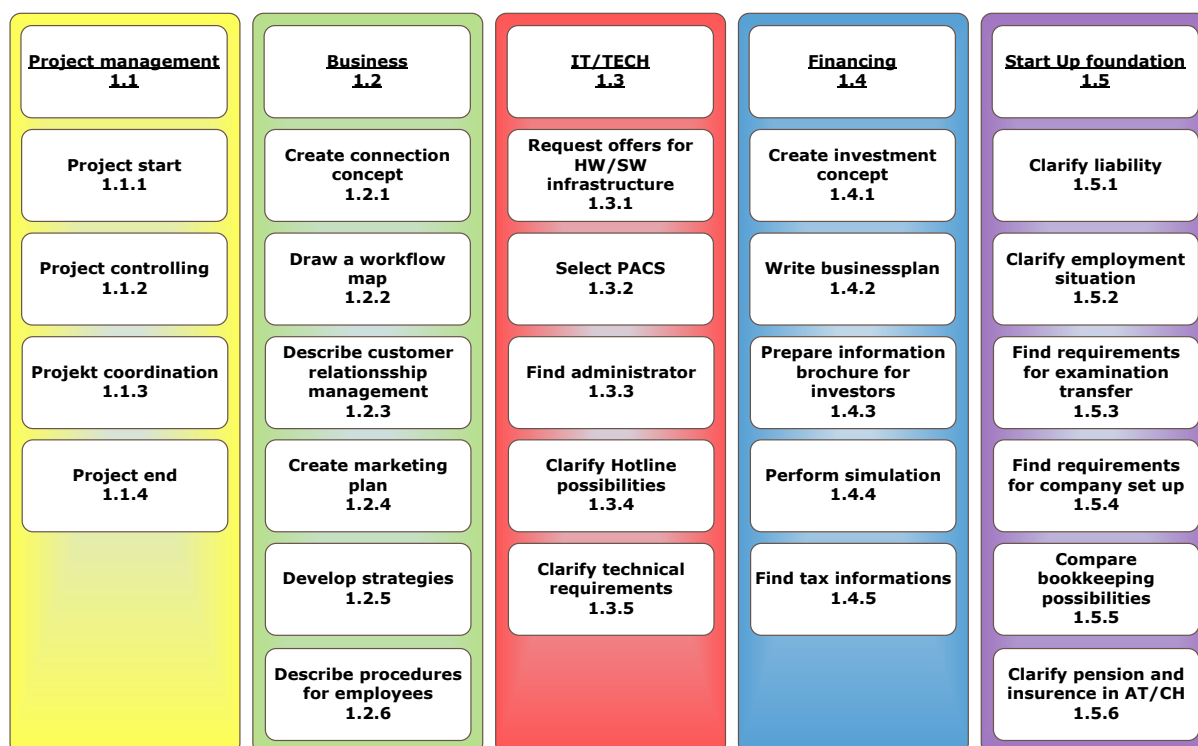 Project management
1.1
Project start
1.1.1
Project controlling
1.1.2
Projekt coordination
1.1.3
Project end
1.1.4
Business
1.2
Create connection
concept
1.2.1
Draw a workflow
map
1.2.2
Describe customer
relationsship
management
1.2.3
Create marketing
plan
1.2.4
Develop strategies
1.2.5
Describe procedures
for employees
1.2.6
IT/TECH
1.3
Request offers for
HW/SW
infrastructure
1.3.1
Select PACS
1.3.2
Find administrator
1.3.3
Clarify Hotline
possibilities
1.3.4
Clarify technical
requirements
1.3.5
Financing
1.4
Create investment
concept
1.4.1
Write businessplan
1.4.2
Prepare information
brochure for
investors
1.4.3
Perform simulation
1.4.4
Find tax informations
1.4.5
Start Up foundation
1.5
Clarify liability
1.5.1
Clarify employment
situation
1.5.2
Find requirements
for examination
transfer
1.5.3
Find requirements
for company set up
1.5.4
Compare
bookkeeping
possibilities
1.5.5
Clarify pension and
insurence in AT/CH
1.5.6